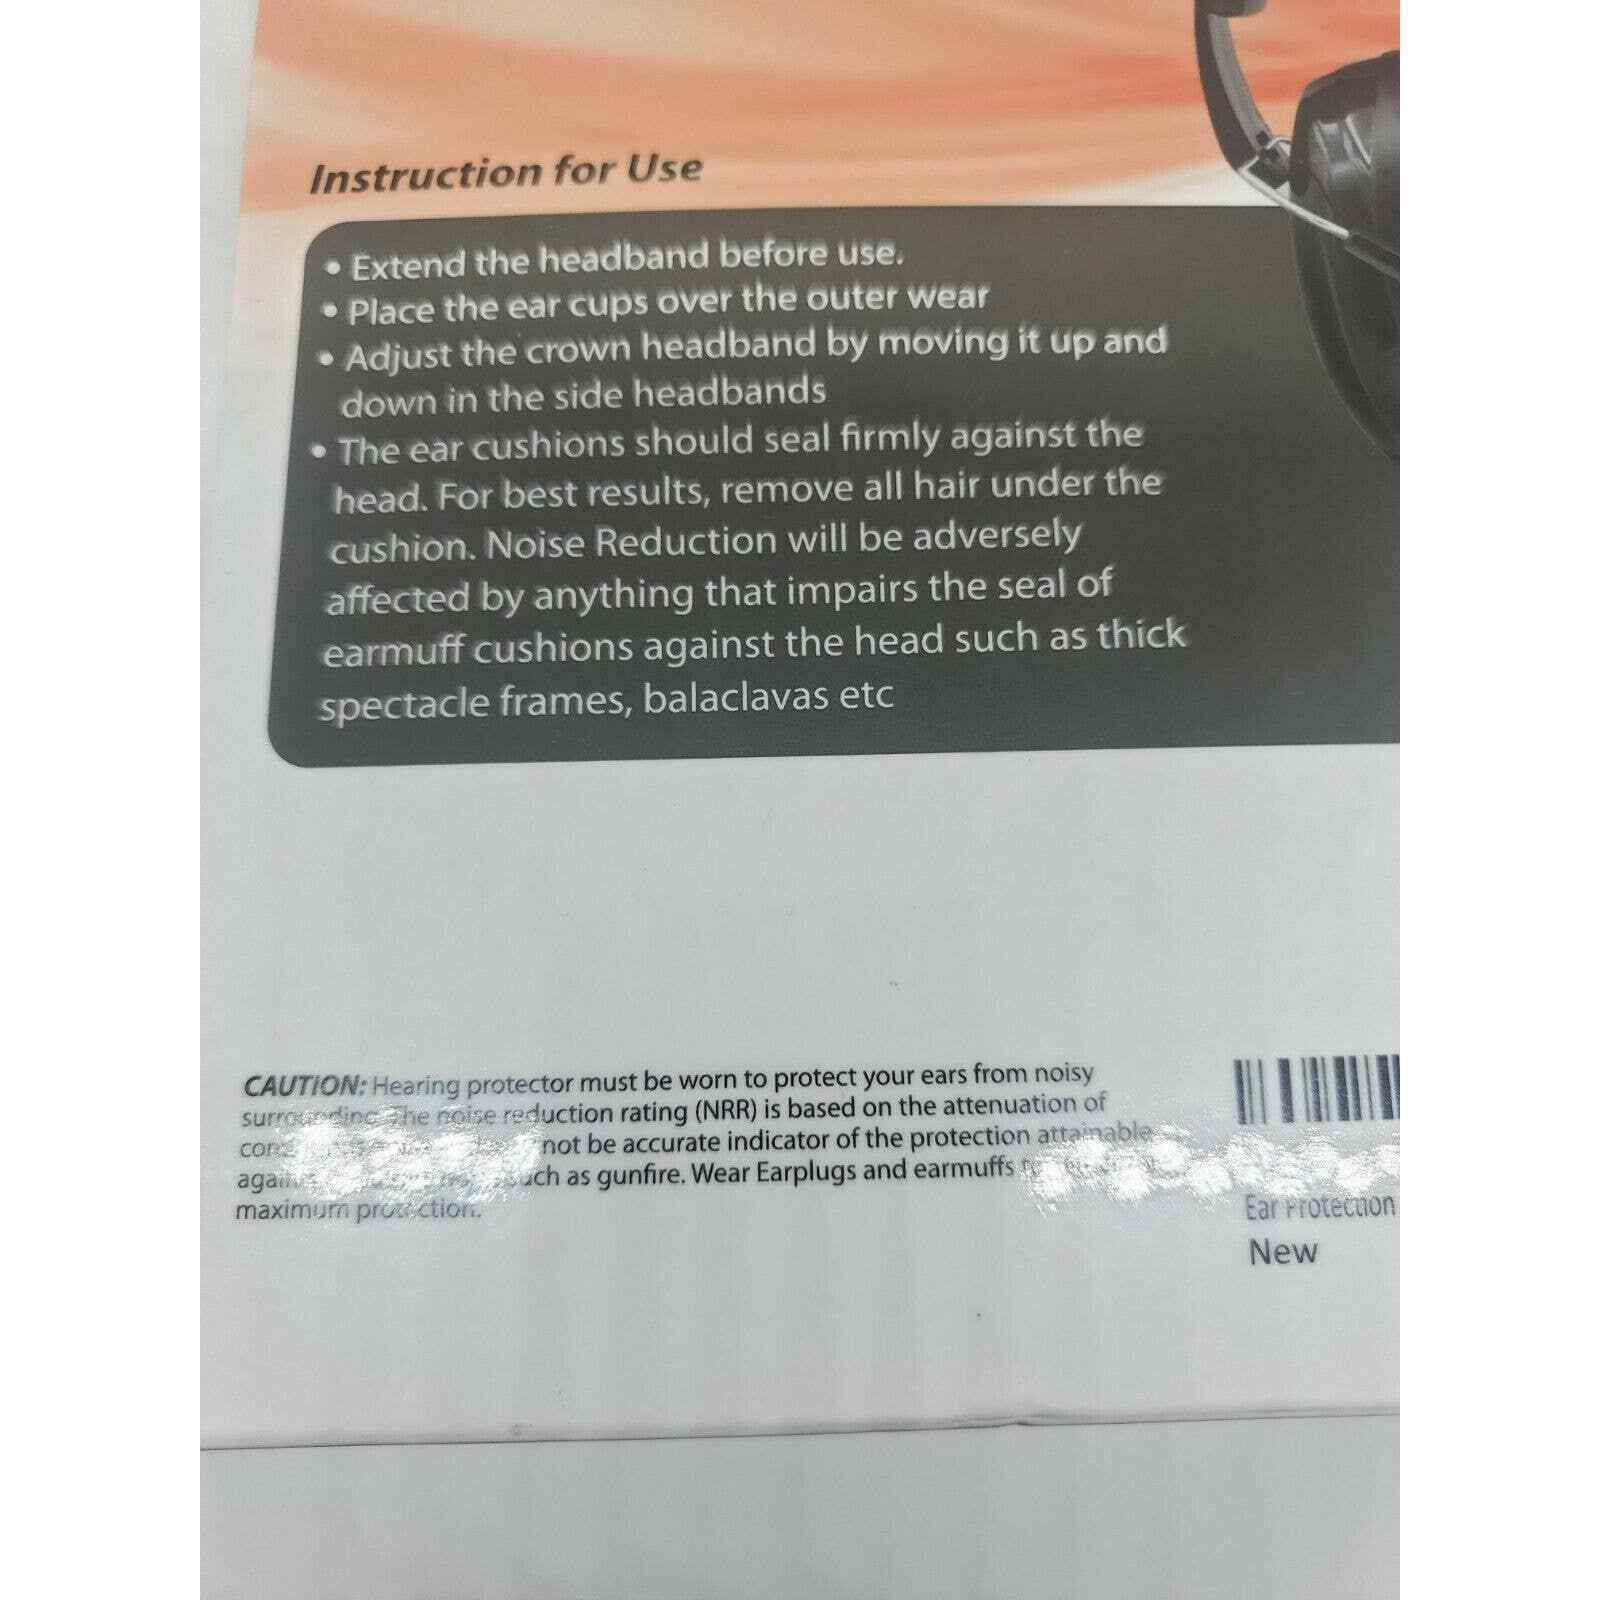 Instruction for Use
• Extend the headband before use.
• Place the ear cups over the outer wear
• Adjust the crown headband by moving it up and
down in the side headbands
• The ear cushions should seal firmly against the
head. For best results, remove all hair under the
cushion. Noise Reduction will be adversely
affected by anything that impairs the seal of
earmuff cushions against the head such as thick
spectacle frames, balaclavas etc
CAUTION: Hearing protector must be worn to protect your ears from noisy
surrounding. The noise reduction rating (NRR) is based on the attenuation of
not be accurate indicator of the protection attainable
such as gunfire. Wear Earplugs and earmuffs
maximum protection.
Ear Protection
New